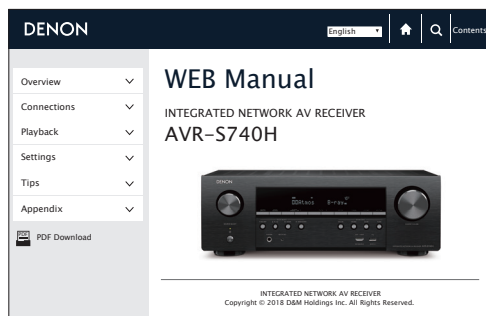 DENON
English
Contents
Overview
Connections
Playback
Settings
Tips
Appendix
PDF
PDF Download
WEB Manual
INTEGRATED NETWORK AV RECEIVER
AVR-S740H
DENON
INTEGRATED NETWORK AV RECEIVER
Copyright © 2018 D&M Holdings Inc. All Rights Reserved.